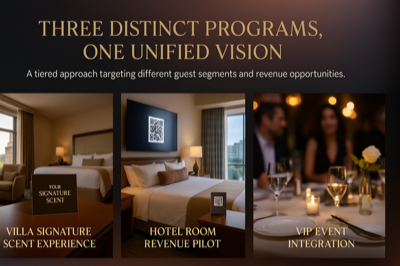 THREE DISTINCT PROGRAMS,
ONE UNIFIED VISION
A tiered approach targeting different guest segments and revenue opportunities.
YOUR
SIGNATURE
SCENT
VILLA SIGNATURE
SCENT EXPERIENCE
HOTEL ROOM
REVENUE PILOT
VIP EVENT
INTEGRATION